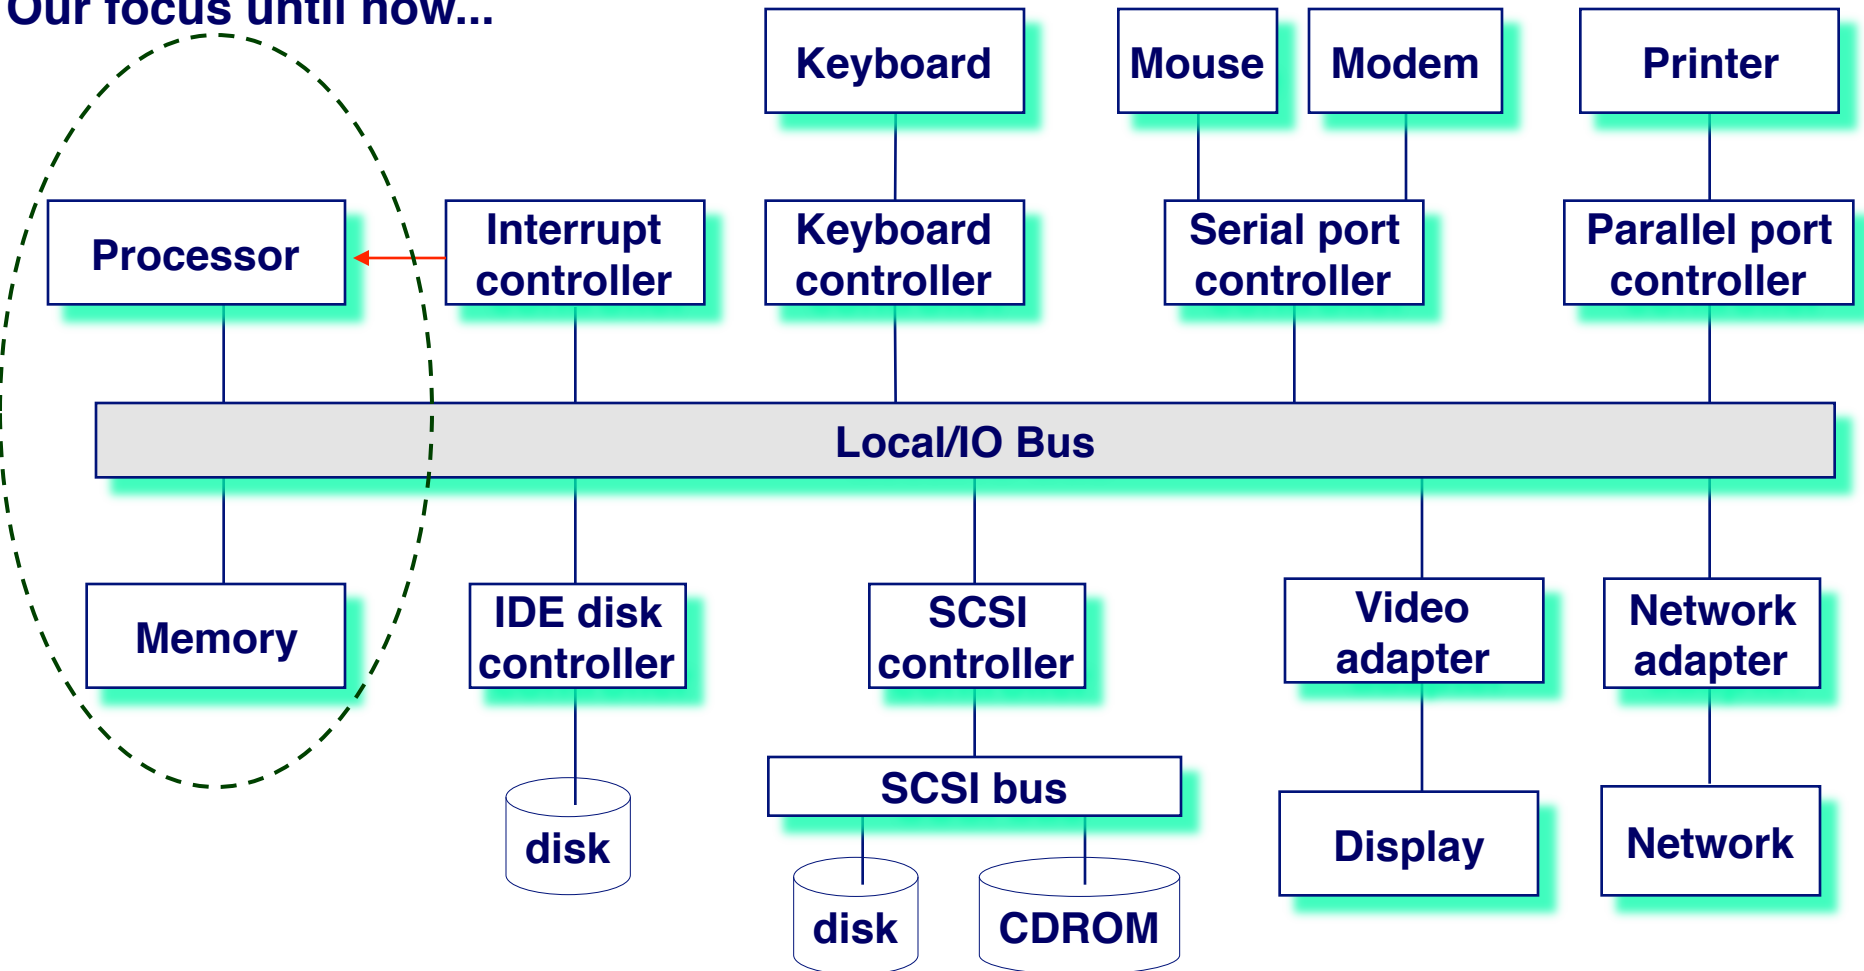 Our focus until now...
Keyboard
Mouse
Modem
Printer
Processor
Interrupt
controller
Keyboard
controller
Serial port
controller
Parallel port
controller
Local/IO Bus
Memory
IDE disk
controller
SCSI
controller
Video
adapter
Network
adapter
SCSI bus
disk
Display
Network
disk
CDROM